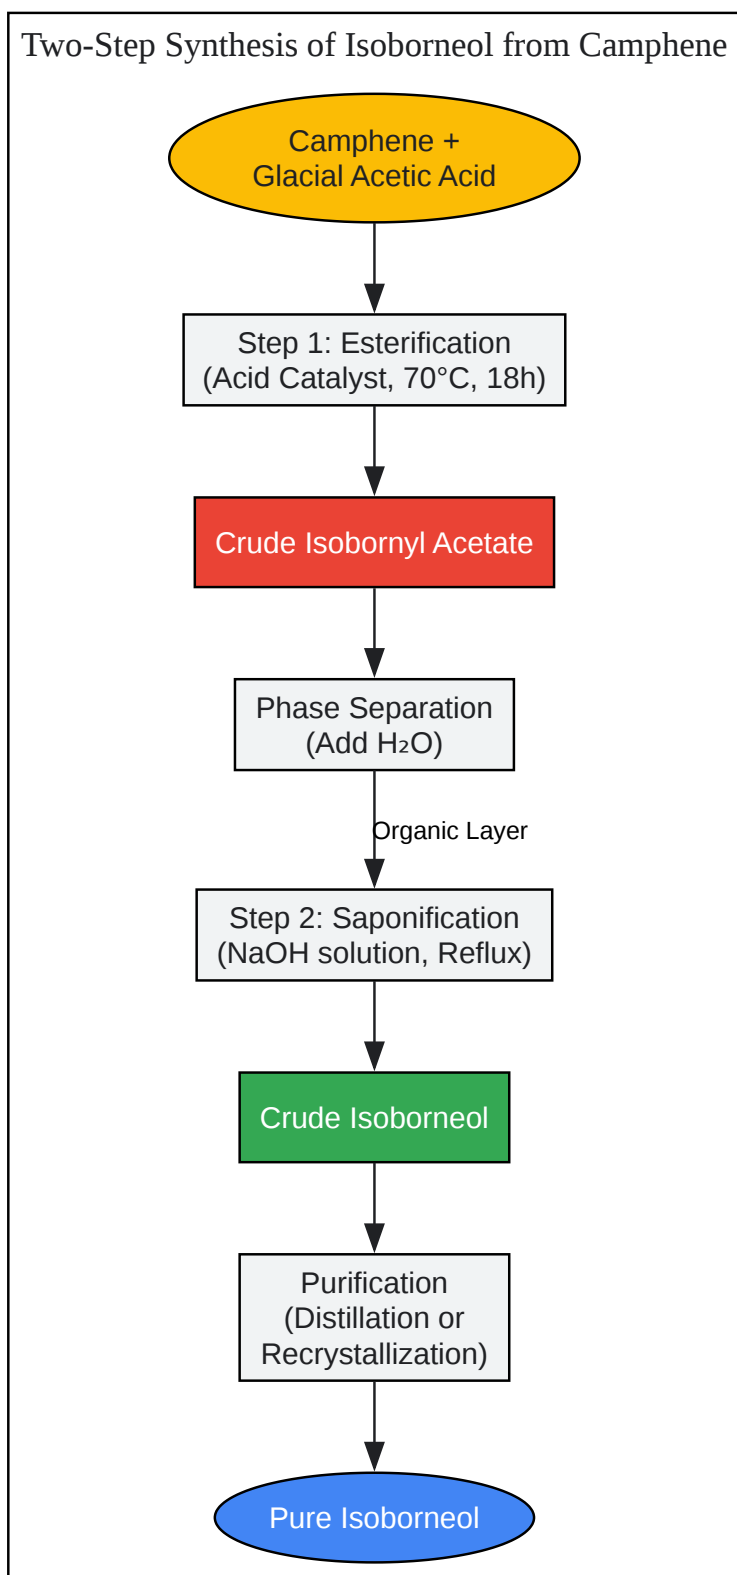 Two-Step Synthesis of Isoborneol from Camphene
Camphene +
Glacial Acetic Acid
Step 1: Esterification
(Acid Catalyst, 70°C, 18h)
Crude Isobornyl Acetate
Phase Separation
(Add H₂O)
Organic Layer
Step 2: Saponification
(NaOH solution, Reflux)
Crude Isoborneol
Purification
(Distillation or
Recrystallization)
Pure Isoborneol